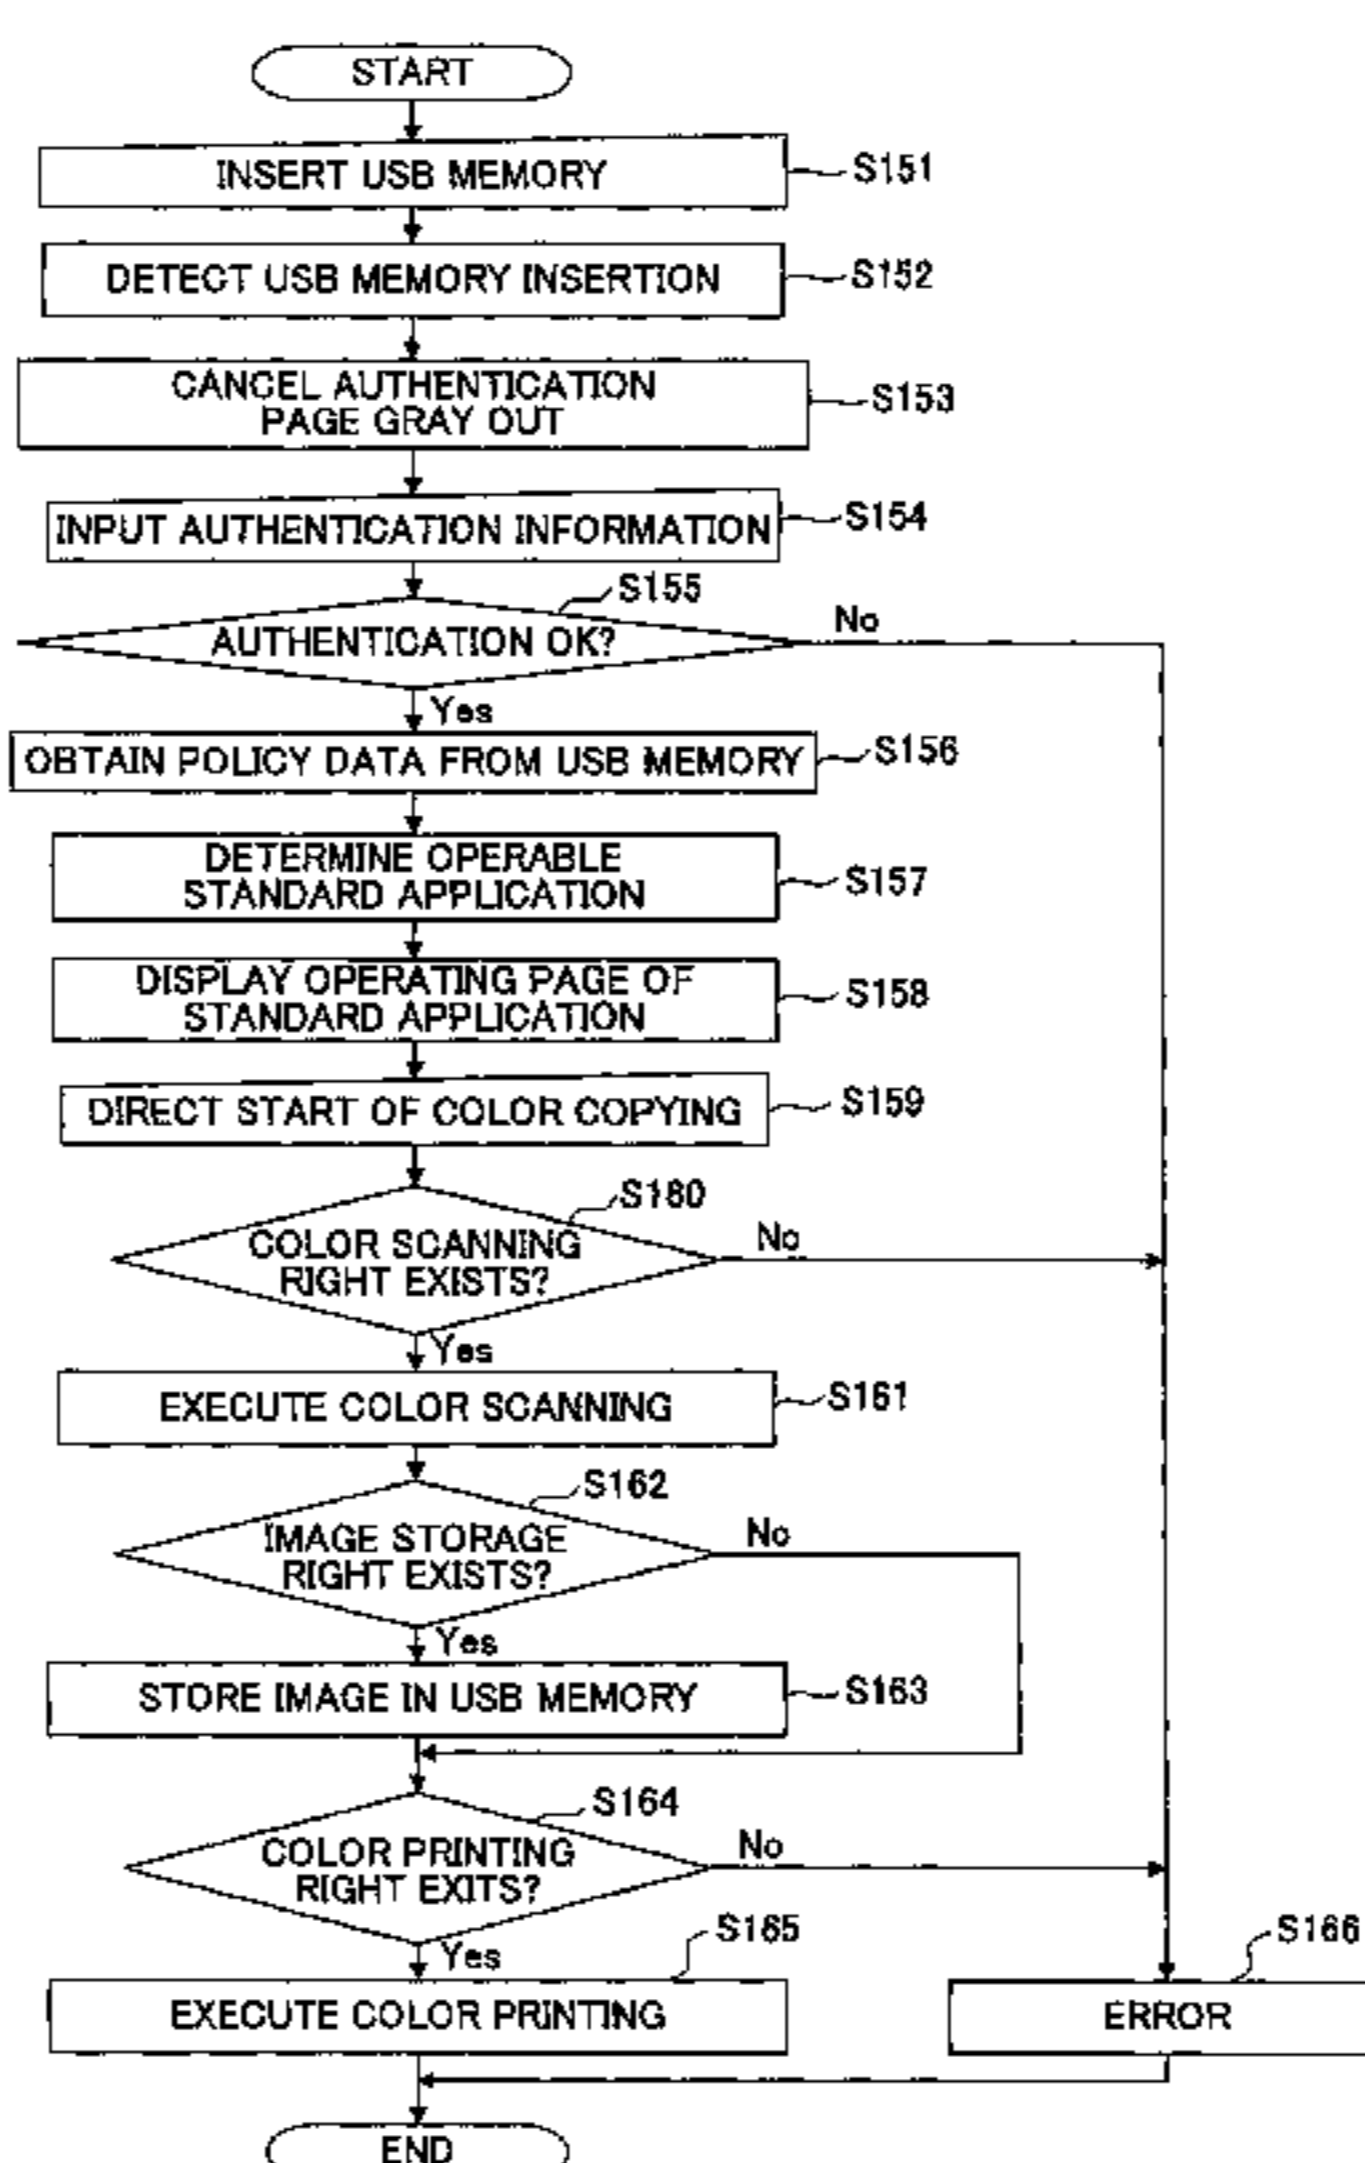 START
INSERT USB MEMORY
S151
DETECT USB MEMORY INSERTION
S152
CANCEL AUTHENTICATION
PAGE GRAY OUT
S153
INPUT AUTHENTICATION INFORMATION
S154
S155
AUTHENTICATION OK?
No
Yes
OBTAIN POLICY DATA FROM USB MEMORY
S156
DETERMINE OPERABLE
STANDARD APPLICATION
S157
DISPLAY OPERATING PAGE OF
STANDARD APPLICATION
S158
DIRECT START OF COLOR COPYING
S159
S160
COLOR SCANNING
RIGHT EXISTS?
No
Yes
EXECUTE COLOR SCANNING
S161
S162
IMAGE STORAGE
RIGHT EXISTS?
No
Yes
STORE IMAGE IN USB MEMORY
S163
S164
COLOR PRINTING
RIGHT EXITS?
No
Yes
S165
EXECUTE COLOR PRINTING
S166
ERROR
END